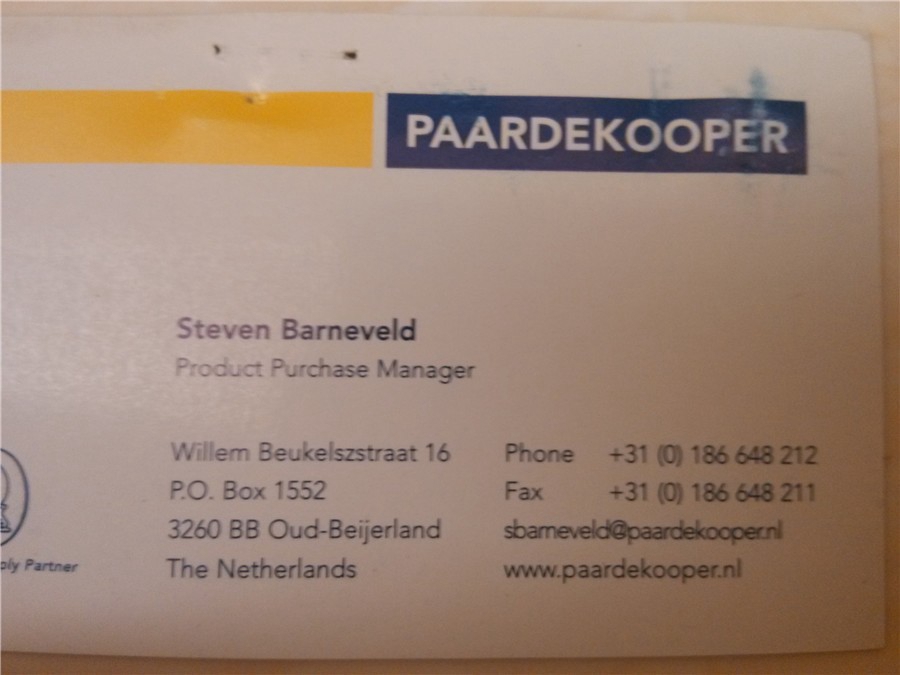 PAARDEKOOPER
Steven Barneveld
Product Purchase Manager
Willem Beukelszstraat 16
P.O. Box 1552
3260 BB Oud-Beijerland
The Netherlands
Phone +31 (0) 186 648 212
Fax +31 (0) 186 648 211
sbarneveld@paardekooper.nl
www.paardekooper.nl
Partner